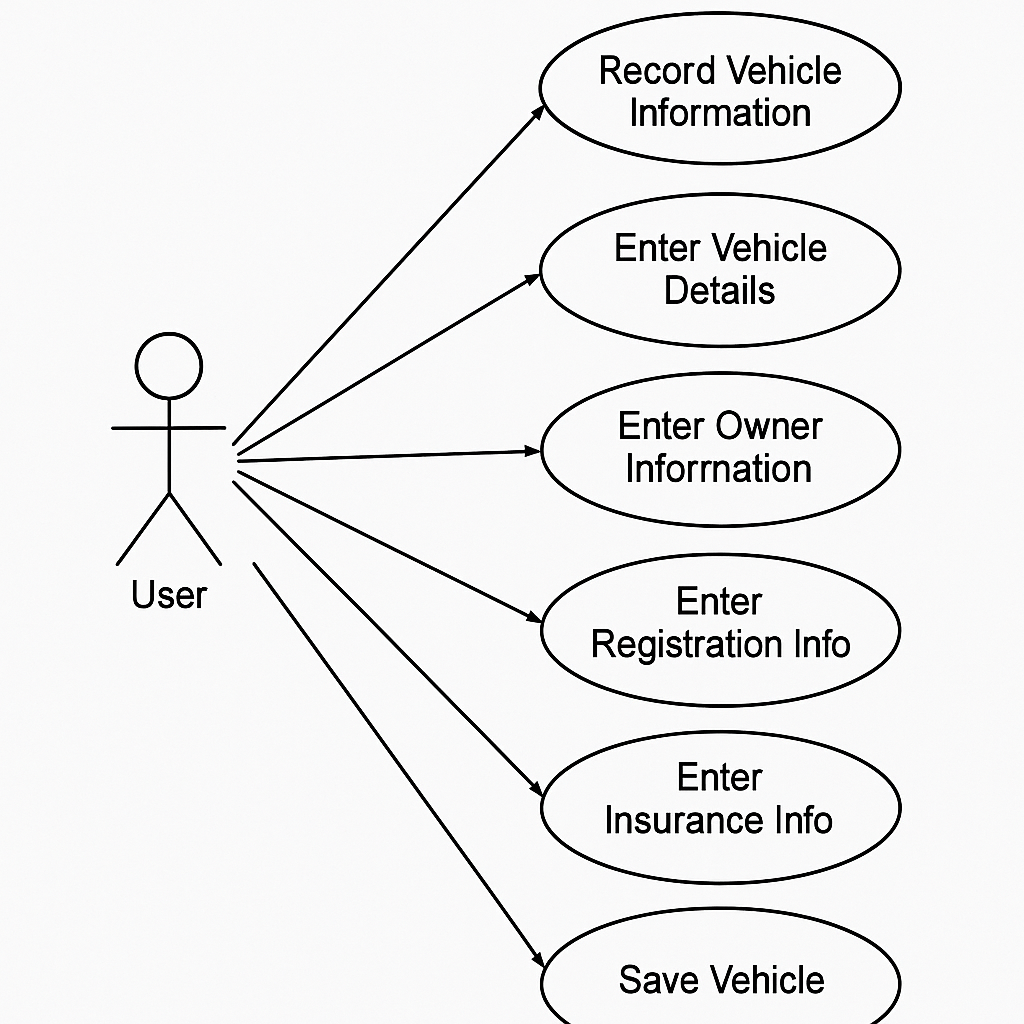 Record Vehicle
Information
Enter Vehicle
Details
Enter Owner
Inforrnation
Enter
Registration Info
Enter
Insurance Info
Save Vehicle
User